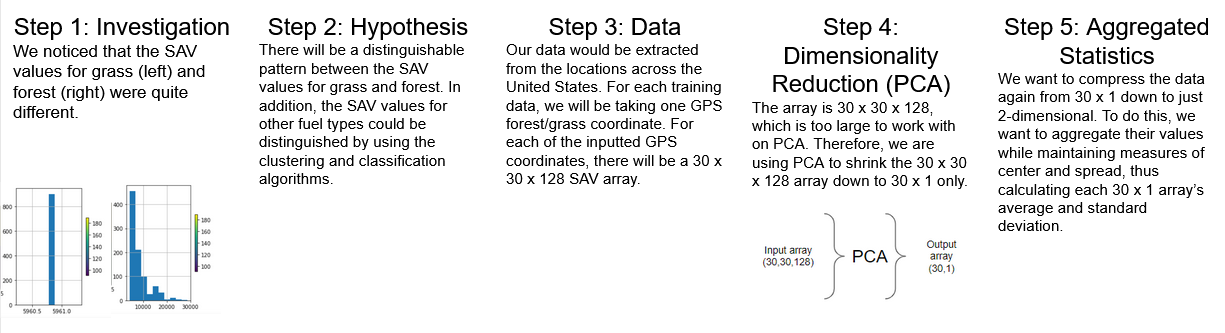 Step 1: Investigation
We noticed that the SAV
values for grass (left) and
forest (right) were quite
different.
800
600
400
200
0
5
5960.5
5961.0
180
160
140
120
100
400
300
200
100
0
5
10000
20000
30000
180
160
140
120
100
Step 2: Hypothesis
There will be a distinguishable
pattern between the SAV
values for grass and forest. In
addition, the SAV values for
other fuel types could be
distinguished by using the
clustering and classification
algorithms.
Step 3: Data
Our data would be extracted
from the locations across the
United States. For each training
data, we will be taking one GPS
forest/grass coordinate. For
each of the inputted GPS
coordinates, there will be a 30 x
30 x 128 SAV array.
Step 4:
Dimensionality
Reduction (PCA)
The array is 30 x 30 x 128,
which is too large to work with
on PCA. Therefore, we are
using PCA to shrink the 30 x 30
x 128 array down to 30 x 1 only.
Input array
(30,30,128)
PCA
Output
array
(30,1)
Step 5: Aggregated
Statistics
We want to compress the data
again from 30 x 1 down to just
2-dimensional. To do this, we
want to aggregate their values
while maintaining measures of
center and spread, thus
calculating each 30 x 1 array's
average and standard
deviation.